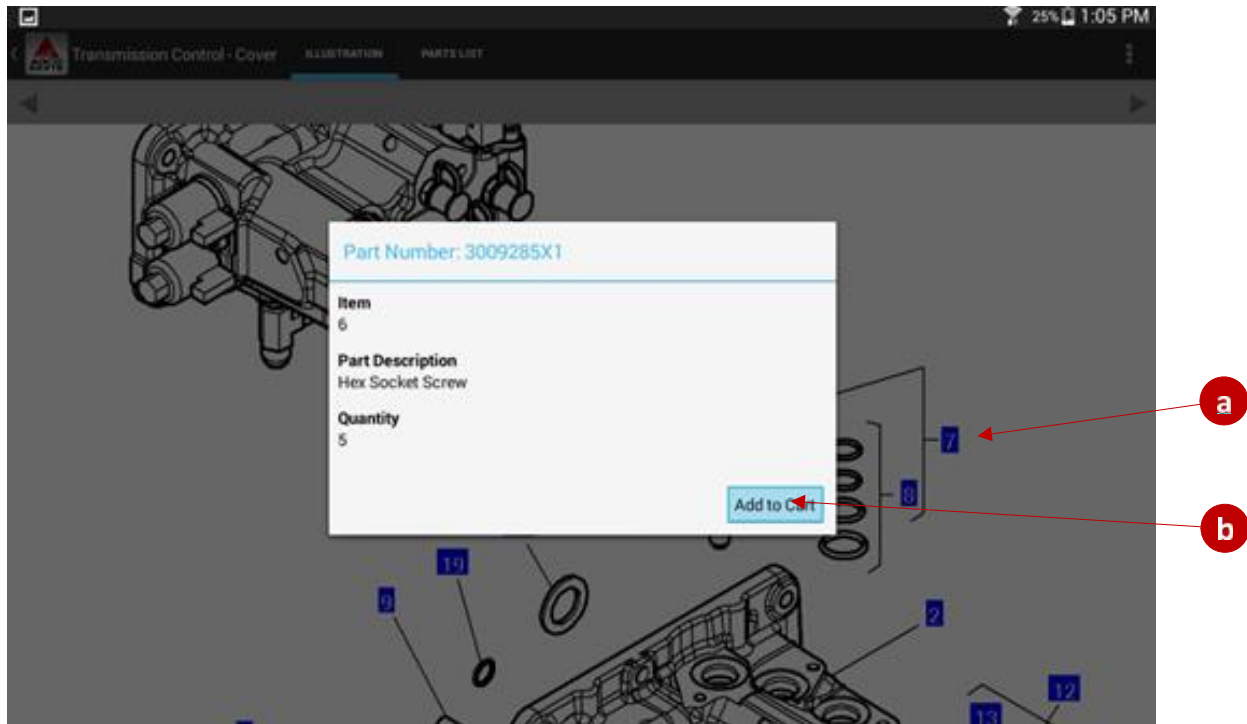 25% 1:05 PM
Transmission Control - Cover ILLUSTRATION PARTS LIST
Part Number: 3009285X1
Item
6
Part Description
Hex Socket Screw
Quantity
5
Add to Cart
a
7
8
b
19
9
2
12
13